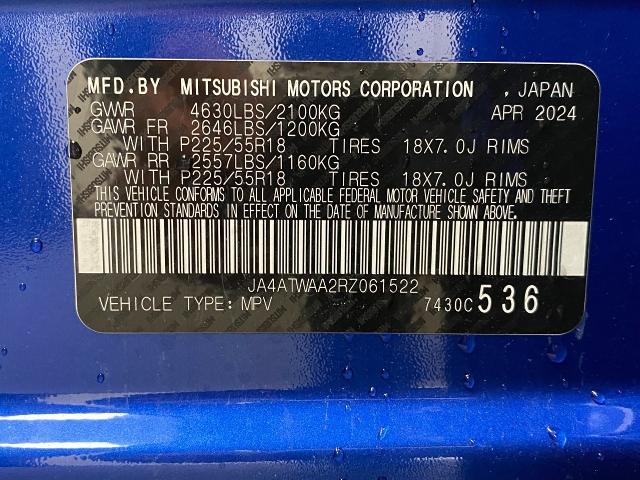 MFD.BY MITSUBISHI MOTORS CORPORATION , JAPAN
GVWR 4630LBS/2100KG APR 2024
GAWR FR 2646LBS/1200KG
WITH P225/55R18 TIRES 18X7.0J RIMS
GAWR RR 2557LBS/1160KG
WITH P225/55R18 TIRES 18X7.0J RIMS
THIS VEHICLE CONFORMS TO ALL APPLICABLE FEDERAL MOTOR VEHICLE SAFETY AND THEFT
PREVENTION STANDARDS IN EFFECT ON THE DATE OF MANUFACTURE SHOWN ABOVE.
JA4ATWAA2RZ061522
VEHICLE TYPE: MPV 7430C 536